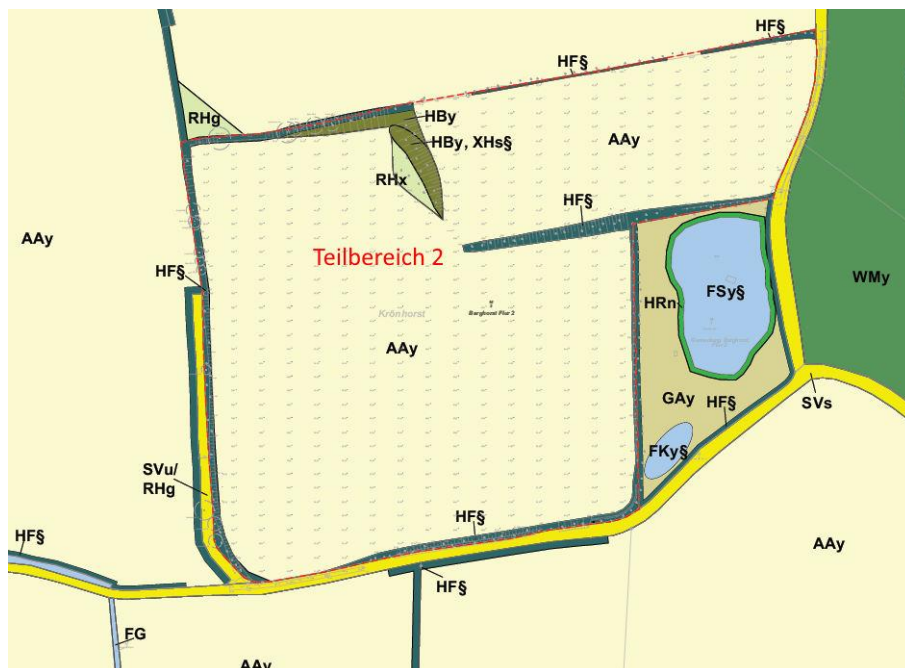 HF§
HF§
RHg
HBy
HBy, XHs§
AAy
RHx
HF§
AAy
Teilbereich 2
WMy
HF§
HRn
FSy§
Krönhorst
AAy
GAy
HF§
SVs
FKy§
SVu/
RHg
HF§
HF§
AAy
HF§
FG
AAy